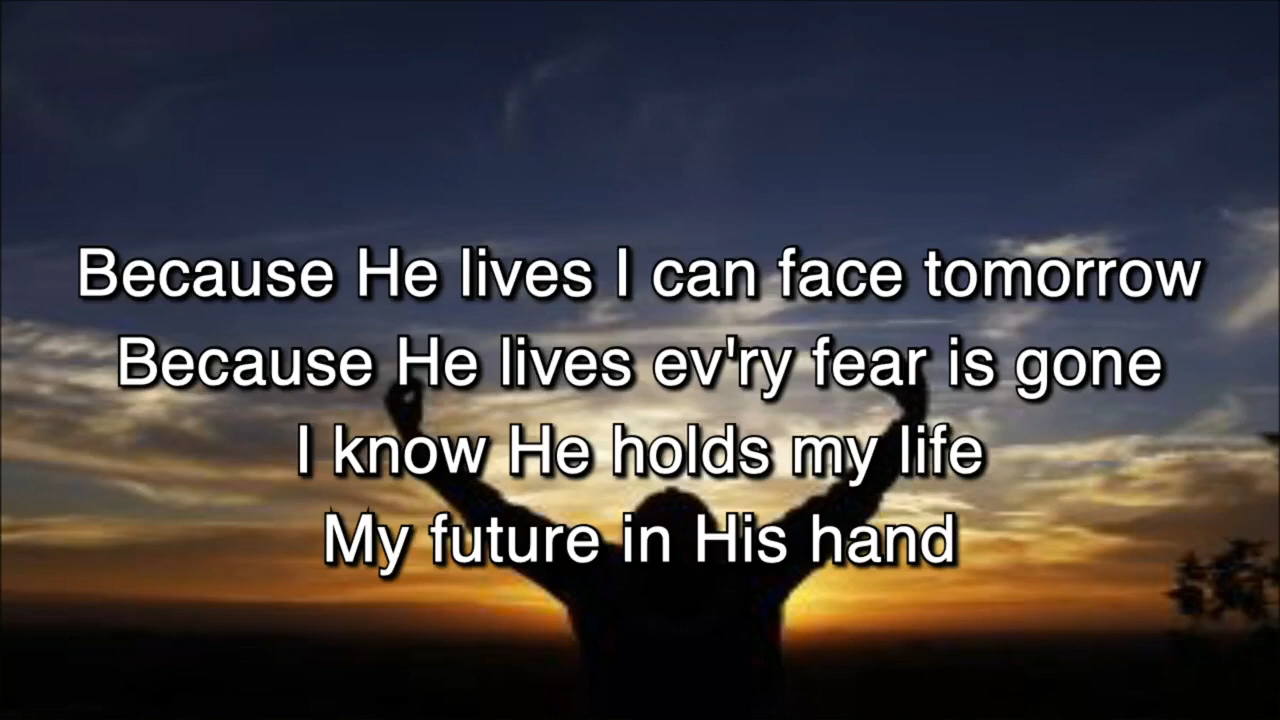 Because He lives I can face tomorrow
Because He lives ev'ry fear is gone
I know He holds my life
My future in His hand